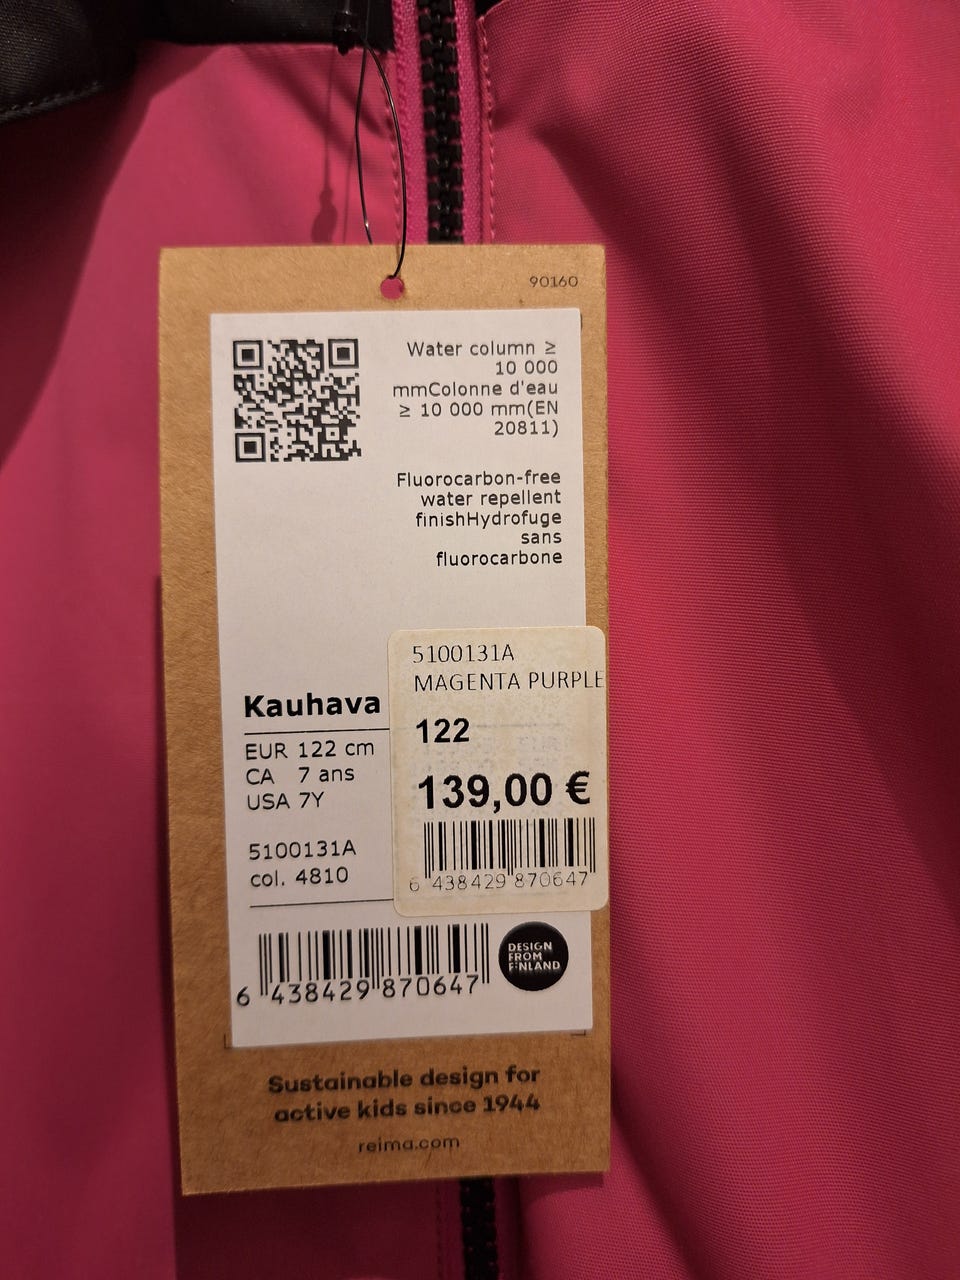 90160
Water column ≥
10 000
mmColonne d'eau
≥ 10 000 mm(EN
20811)
Fluorocarbon-free
water repellent
finishHydrofuge
sans
fluorocarbone
5100131A
MAGENTA PURPLE
122
139,00 €
6 438429 870647
Kauhava
EUR 122 cm
CA 7 ans
USA 7Y
5100131A
col. 4810
6 438429 870647
DESIGN
FROM
FINLAND
Sustainable design for
active kids since 1944
reima.com